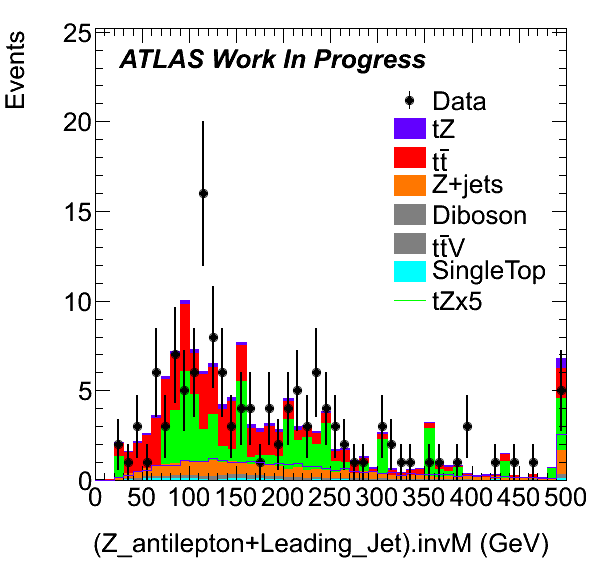 Events
25
20
15
10
5
0
ATLAS Work In Progress
Data
tZ
tt̄
Z+jets
Diboson
tt̄V
SingleTop
tZx5
0 50 100 150 200 250 300 350 400 450 500
(Z_antilepton+Leading_Jet).invM (GeV)